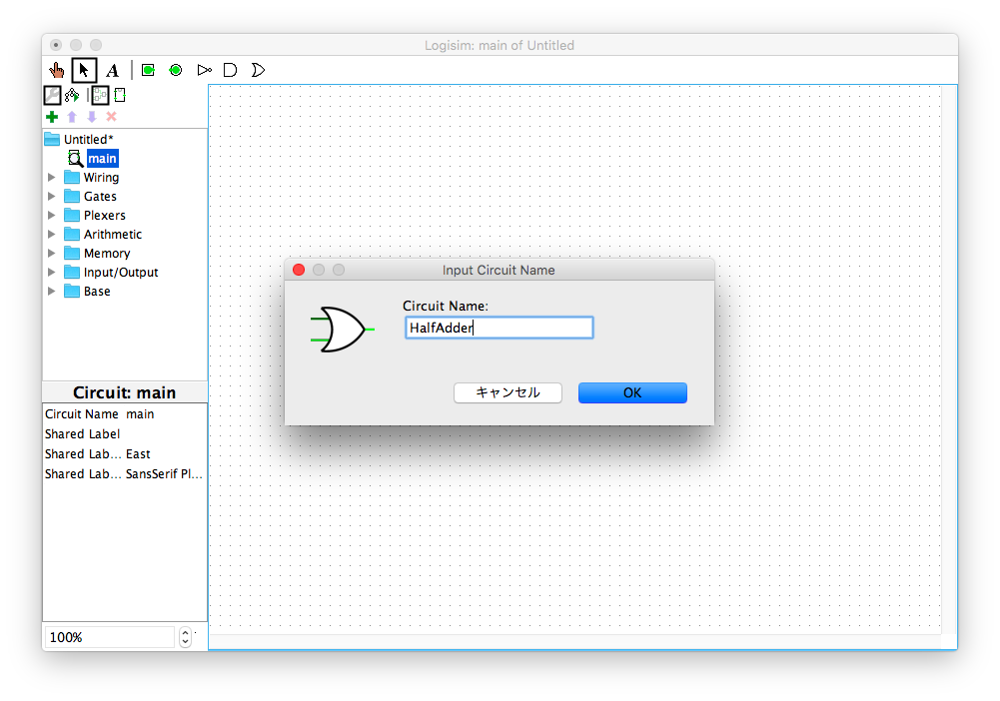 Logisim: main of Untitled
A
Untitled*
main
Wiring
Gates
Plexers
Arithmetic
Memory
Input/Output
Base
Input Circuit Name
Circuit Name:
HalfAdder
キャンセル OK
Circuit: main
Circuit Name main
Shared Label
Shared Lab... East
Shared Lab... SansSerif Pl...
100%